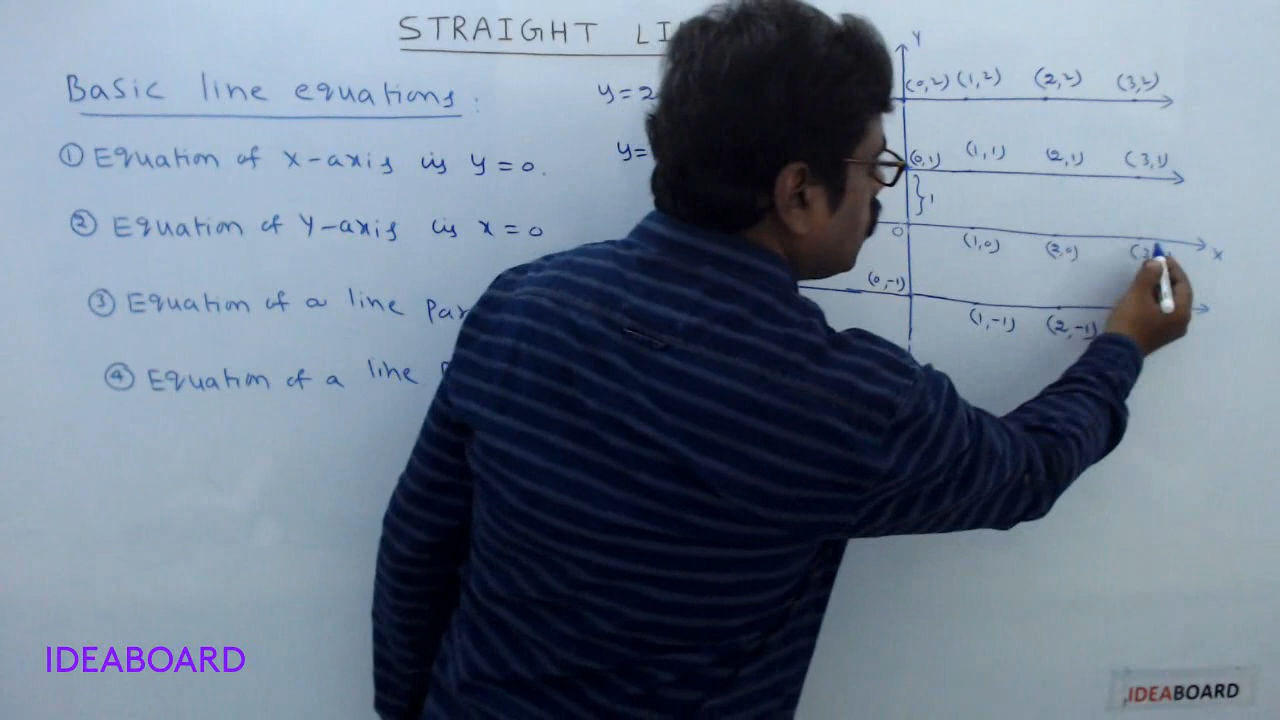 STRAIGHT
Basic line equations :
① Equation of X-axis is y = 0.
② Equation of Y-axis is x = 0
③ Equation of a line Par
④ Equation of a line
y = 2
y =
Y
(0,2) (1,2) (2,2) (3,2)
(0,1) (1,1) (2,1) (3,1)
} 1
0 (1,0) (2,0) X
(0,-1)
(1,-1) (2,-1)
IDEABOARD
IDEABOARD